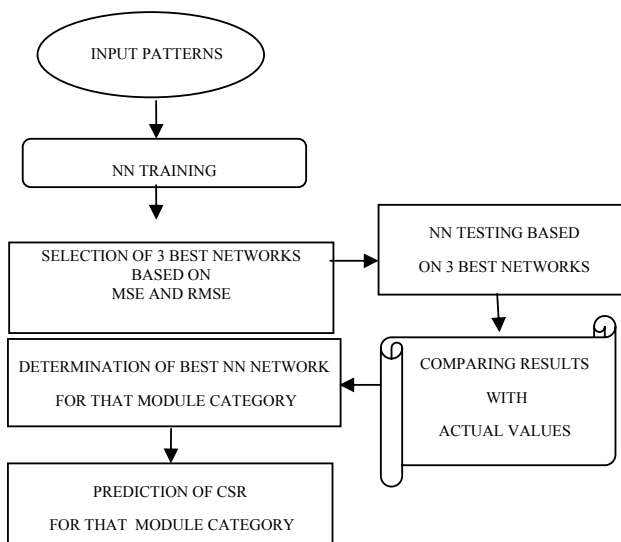 INPUT PATTERNS
NN TRAINING
SELECTION OF 3 BEST NETWORKS
BASED ON
MSE AND RMSE
NN TESTING BASED
ON 3 BEST NETWORKS
COMPARING RESULTS
WITH
ACTUAL VALUES
DETERMINATION OF BEST NN NETWORK
FOR THAT MODULE CATEGORY
PREDICTION OF CSR
FOR THAT MODULE CATEGORY